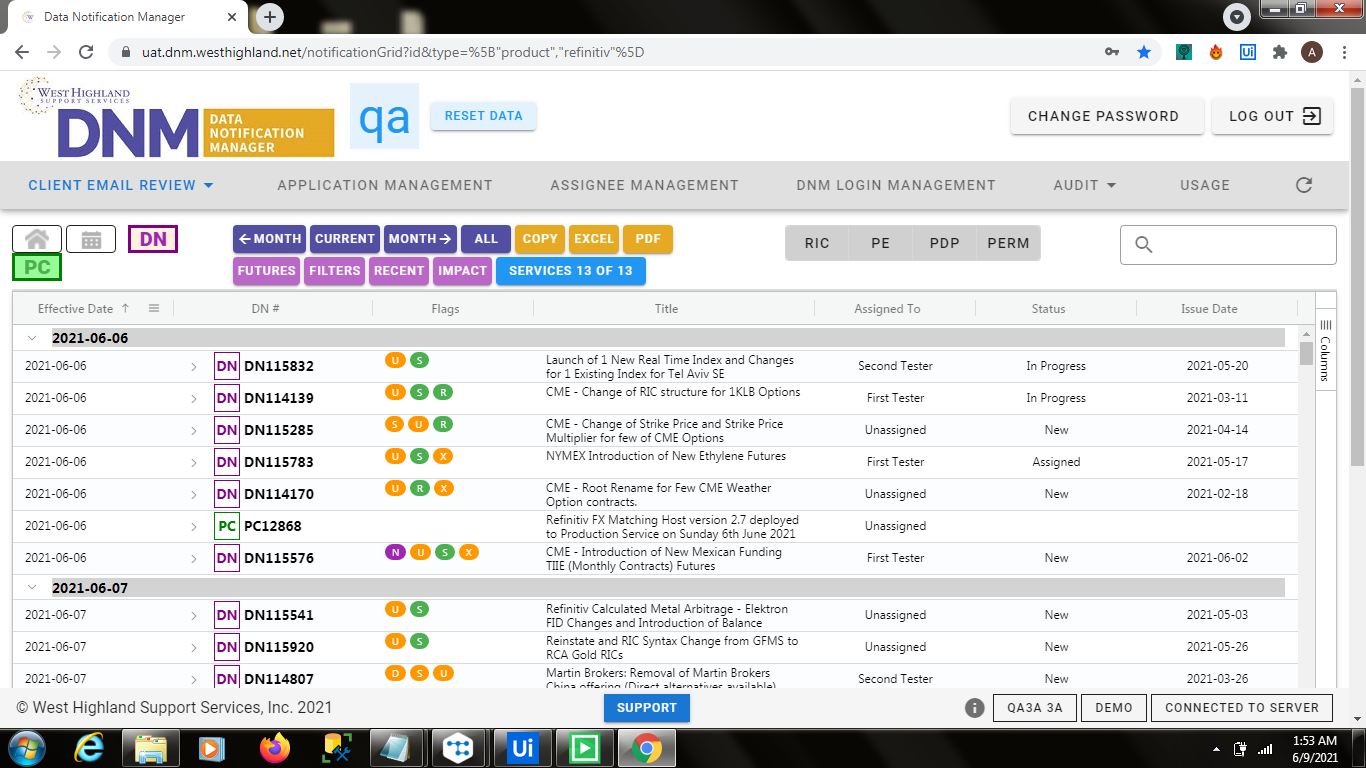 Data Notification Manager
uat.dnm.westhighland.net/notificationGrid?id&type=%5B"product","refinitiv"%5D
Ui
A
WEST HIGHLAND
SUPPORT SERVICES
DNM
DATA
NOTIFICATION
MANAGER
qa
RESET DATA
CHANGE PASSWORD
LOG OUT
CLIENT EMAIL REVIEW
APPLICATION MANAGEMENT
ASSIGNEE MANAGEMENT
DNM LOGIN MANAGEMENT
AUDIT
USAGE
DN
PC
MONTH CURRENT MONTH ALL COPY EXCEL PDF
FUTURES FILTERS RECENT IMPACT SERVICES 13 OF 13
RIC PE PDP PERM
Effective Date DN # Flags Title Assigned To Status Issue Date
Columns
2021-06-06
2021-06-06 DN DN115832 U S Launch of 1 New Real Time Index and Changes Second Tester In Progress 2021-05-20
for 1 Existing Index for Tel Aviv SE
2021-06-06 DN DN114139 U S R CME - Change of RIC structure for 1KLB Options First Tester In Progress 2021-03-11
2021-06-06 DN DN115285 S U R CME - Change of Strike Price and Strike Price Unassigned New 2021-04-14
Multiplier for few of CME Options
2021-06-06 DN DN115783 U S X NYMEX Introduction of New Ethylene Futures First Tester Assigned 2021-05-17
2021-06-06 DN DN114170 U R X CME - Root Rename for Few CME Weather Unassigned New 2021-02-18
Option contracts.
2021-06-06 PC PC12868 Refinitiv FX Matching Host version 2.7 deployed Unassigned
to Production Service on Sunday 6th June 2021
2021-06-06 DN DN115576 N U S X CME - Introduction of New Mexican Funding First Tester New 2021-06-02
TIIE (Monthly Contracts) Futures
2021-06-07
2021-06-07 DN DN115541 U S Refinitiv Calculated Metal Arbitrage - Elektron Unassigned New 2021-05-03
FID Changes and Introduction of Balance
2021-06-07 DN DN115920 U S Reinstate and RIC Syntax Change from GFMS to Unassigned New 2021-05-26
RCA Gold RICs
2021-06-07 DN DN114807 D S U Martin Brokers: Removal of Martin Brokers Second Tester New 2021-03-26
China offering (Direct alternatives available)
© West Highland Support Services, Inc. 2021
SUPPORT
QA3A 3A
DEMO
CONNECTED TO SERVER
Ui
1:53 AM
6/9/2021